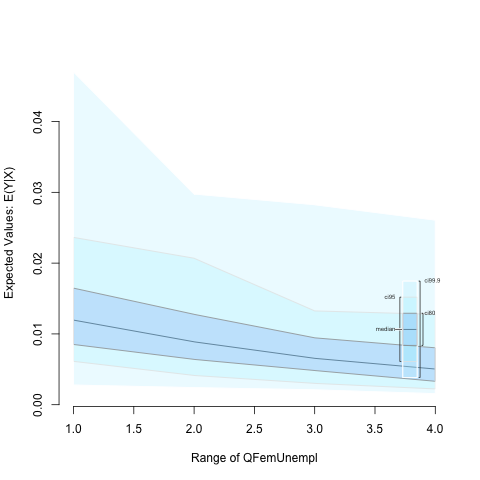 0.04
0.03
0.02
0.01
0.00
Expected Values: E(Y|X)
ci99.9
ci95
ci80
median
1.0 1.5 2.0 2.5 3.0 3.5 4.0
Range of QFemUnempl